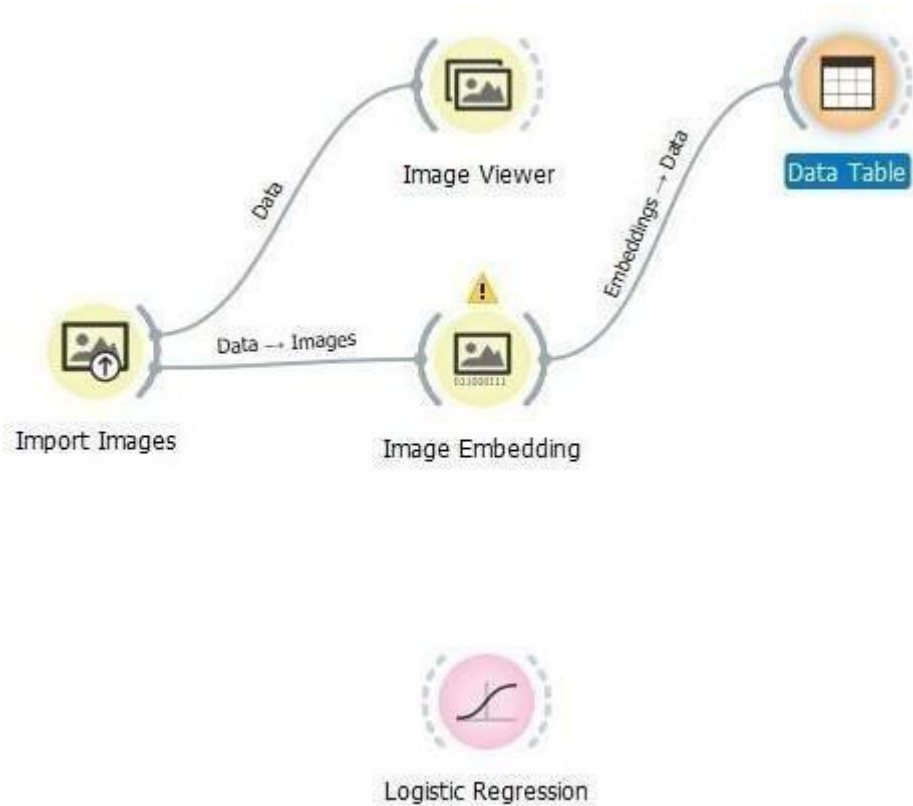 Image Viewer
Data Table
Data
Embeddings → Data
Data → Images
Import Images
Image Embedding
Logistic Regression